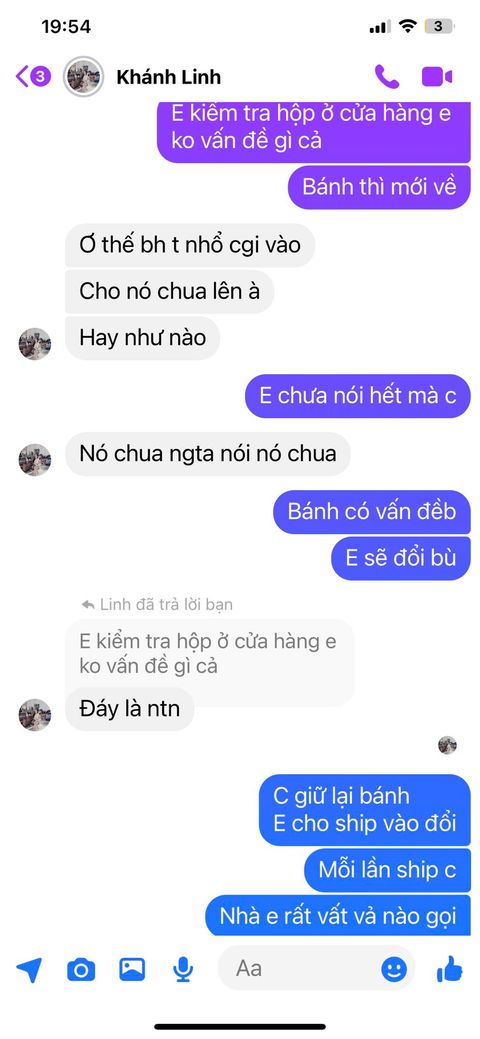 19:54
3
3
Khánh Linh
E kiểm tra hộp ở cửa hàng e
ko vấn đề gì cả
Bánh thì mới về
Ơ thế bh t nhổ cgi vào
Cho nó chua lên à
Hay như nào
E chưa nói hết mà c
Nó chua ngta nói nó chua
Bánh có vấn đềb
E sẽ đổi bù
Linh đã trả lời bạn
E kiểm tra hộp ở cửa hàng e
ko vấn đề gì cả
Đáy là ntn
C giữ lại bánh
E cho ship vào đổi
Mỗi lần ship c
Nhà e rất vất vả nào gọi
Aa